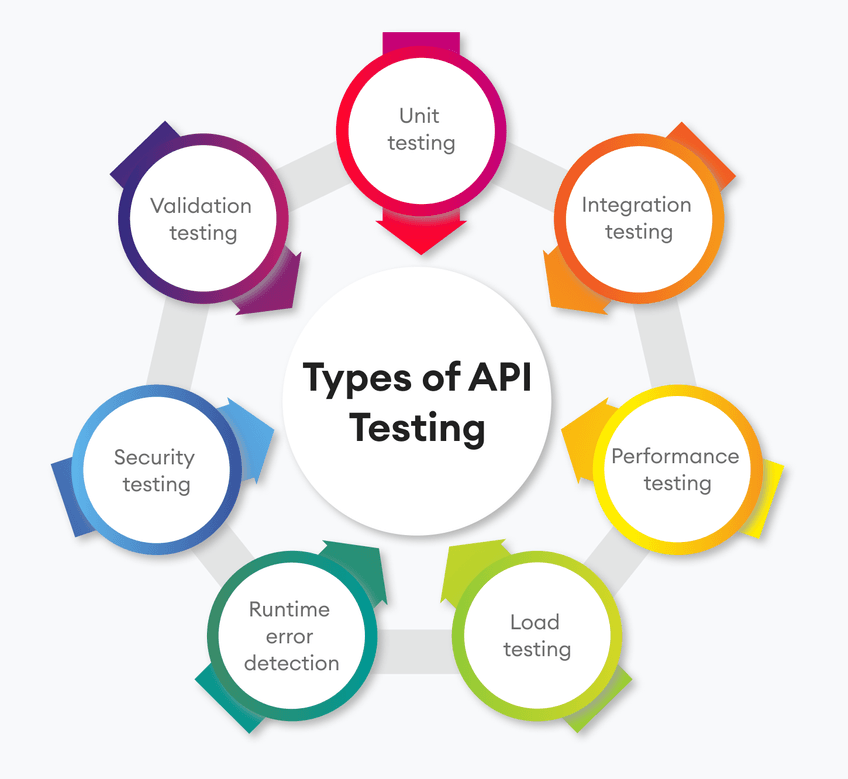 Unit
testing
Integration
testing
Performance
testing
Load
testing
Runtime
error
detection
Security
testing
Validation
testing
Types of API
Testing